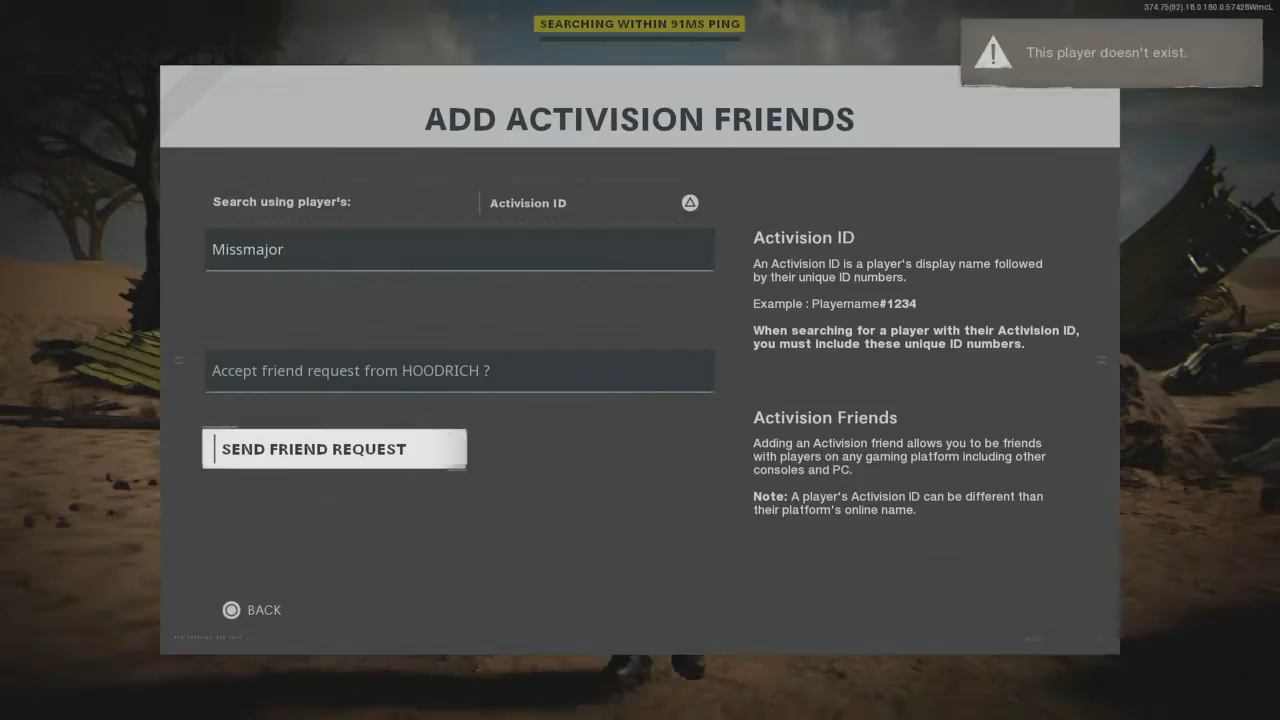 374.75(92).18.0.180.0.57428WmcL
SEARCHING WITHIN 91MS PING
This player doesn't exist.
ADD ACTIVISION FRIENDS
Search using player's:
Activision ID
Missmajor
Accept friend request from HOODRICH ?
SEND FRIEND REQUEST
BACK
Activision ID
An Activision ID is a player's display name followed
by their unique ID numbers.
Example : Playername#1234
When searching for a player with their Activision ID,
you must include these unique ID numbers.
Activision Friends
Adding an Activision friend allows you to be friends
with players on any gaming platform including other
consoles and PC.
Note: A player's Activision ID can be different than
their platform's online name.